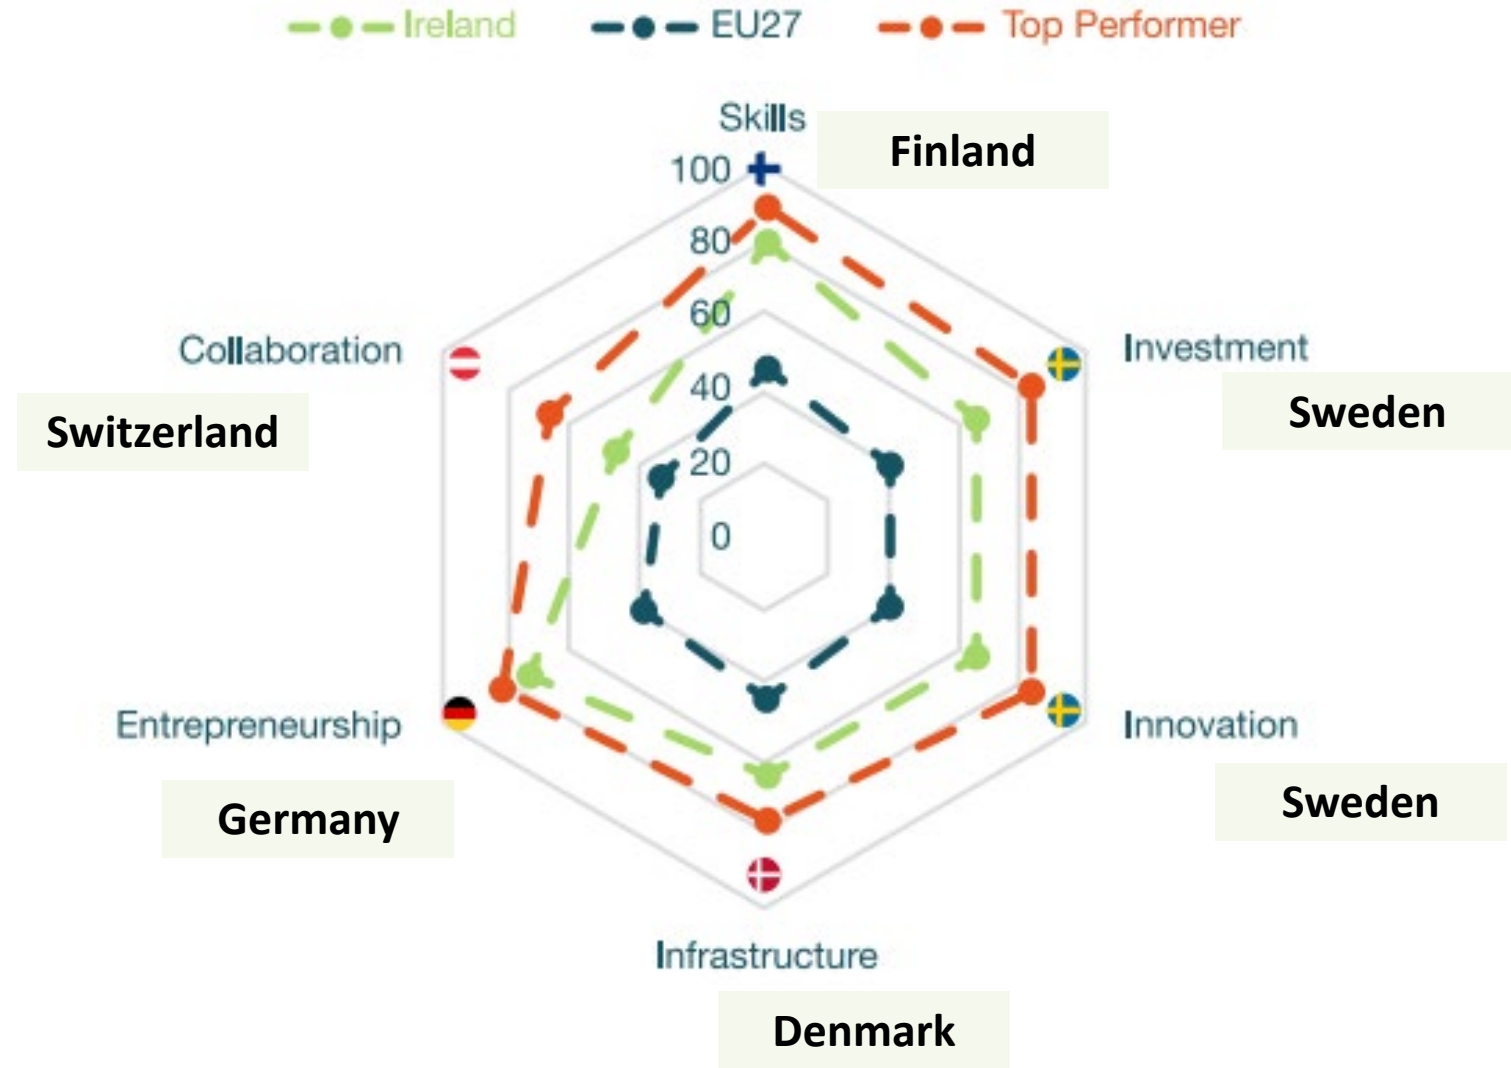 Ireland EU27 Top Performer
Skills
Finland
100
80
60
40
20
0
Investment
Sweden
Innovation
Sweden
Infrastructure
Denmark
Entrepreneurship
Germany
Collaboration
Switzerland